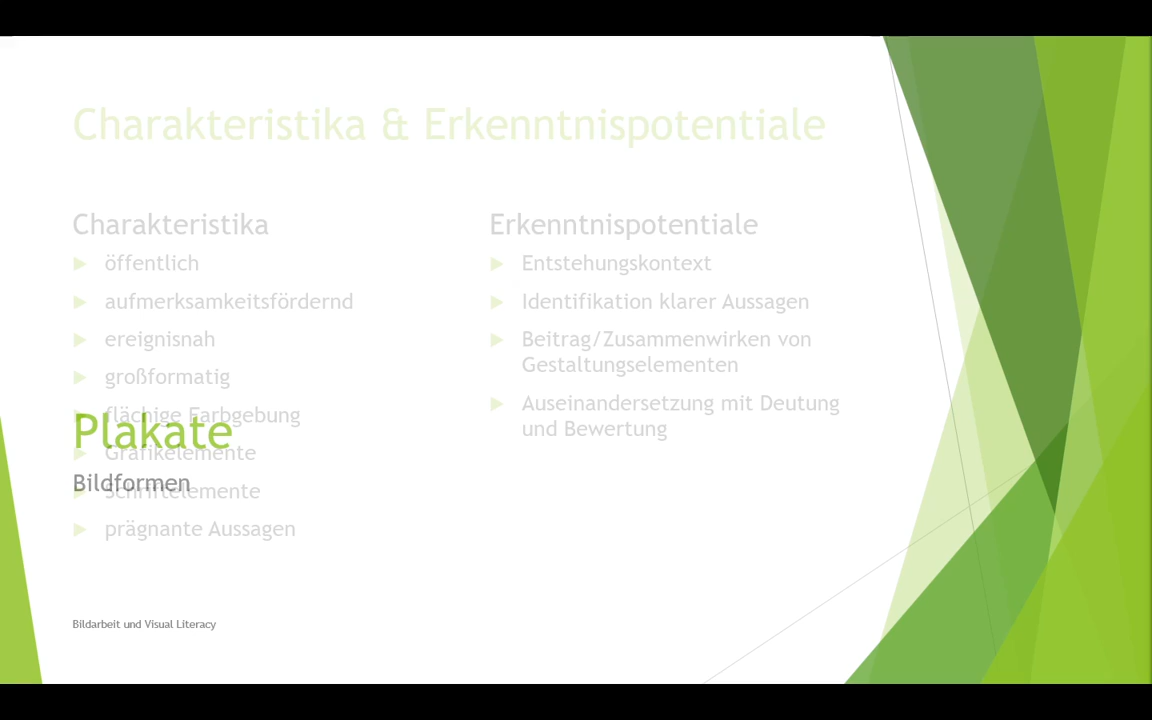 Charakteristika & Erkenntnispotentiale
Charakteristika
öffentlich
aufmerksamkeitsfördernd
ereignisnah
großformatig
flächige Farbgebung
Grafikelemente
Schriftelemente
prägnante Aussagen
Erkenntnispotentiale
Entstehungskontext
Identifikation klarer Aussagen
Beitrag/Zusammenwirken von
Gestaltungselementen
Auseinandersetzung mit Deutung
und Bewertung
Plakate
Bildformen
Bildarbeit und Visual Literacy